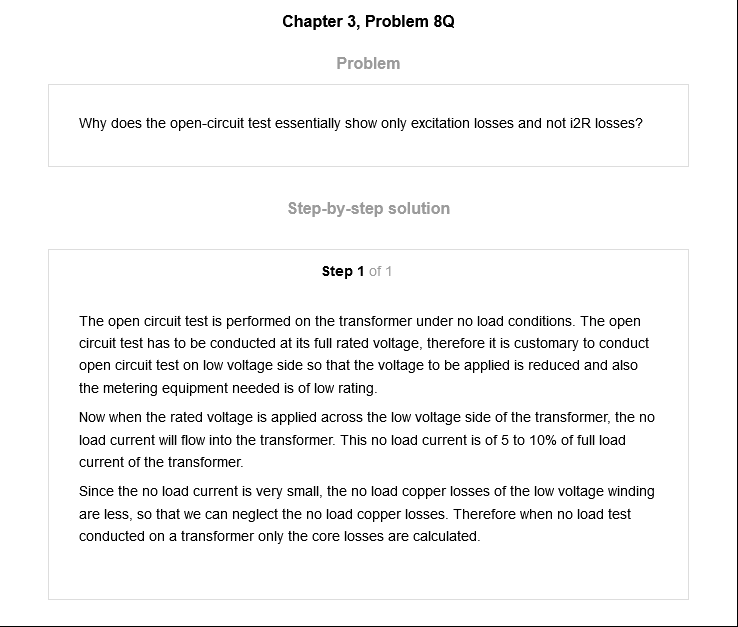 Chapter 3, Problem 8Q
Problem
Why does the open-circuit test essentially show only excitation losses and not i2R losses?
Step-by-step solution
Step 1 of 1
The open circuit test is performed on the transformer under no load conditions. The open
circuit test has to be conducted at its full rated voltage, therefore it is customary to conduct
open circuit test on low voltage side so that the voltage to be applied is reduced and also
the metering equipment needed is of low rating.
Now when the rated voltage is applied across the low voltage side of the transformer, the no
load current will flow into the transformer. This no load current is of 5 to 10% of full load
current of the transformer.
Since the no load current is very small, the no load copper losses of the low voltage winding
are less, so that we can neglect the no load copper losses. Therefore when no load test
conducted on a transformer only the core losses are calculated.